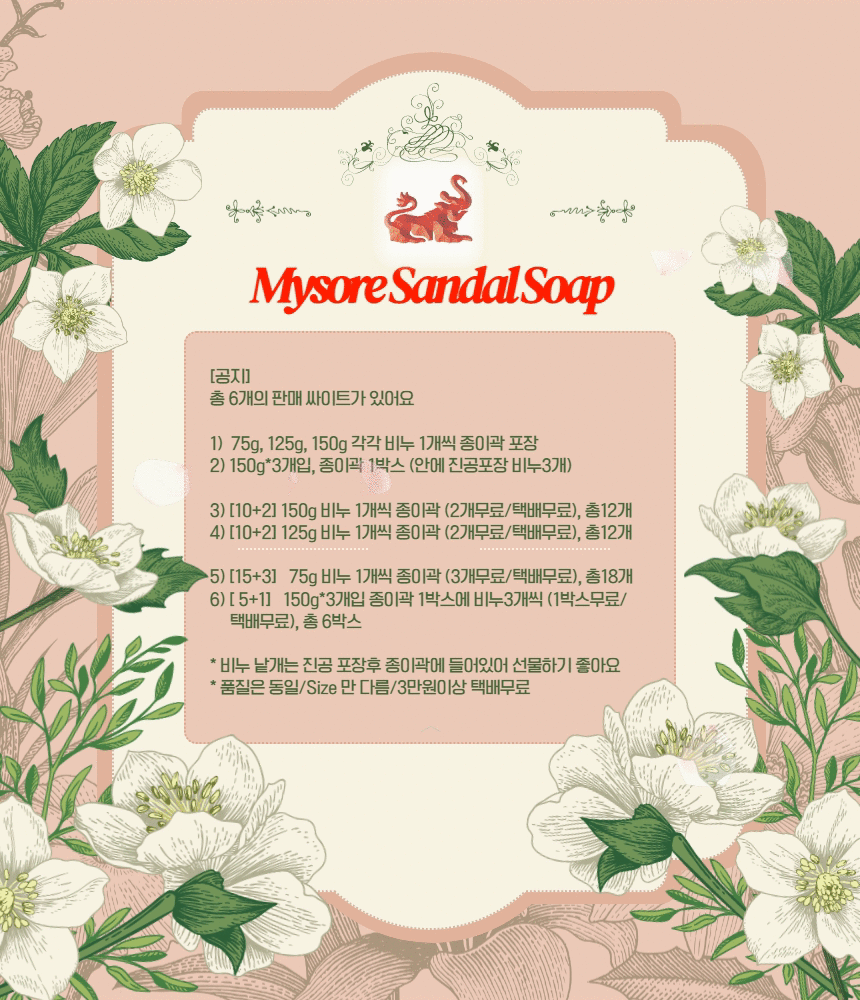 Mysore Sandal Soap
[공지]
총 6개의 판매 싸이트가 있어요
1) 75g, 125g, 150g 각각 비누 1개씩 종이곽 포장
2) 150g*3개입, 종이곽 1박스 (안에 진공포장 비누3개)
3) [10+2] 150g 비누 1개씩 종이곽 (2개무료/택배무료), 총12개
4) [10+2] 125g 비누 1개씩 종이곽 (2개무료/택배무료), 총12개
5) [15+3] 75g 비누 1개씩 종이곽 (3개무료/택배무료), 총18개
6) [ 5+1] 150g*3개입 종이곽 1박스에 비누3개씩 (1박스무료/
택배무료), 총 6박스
* 비누 낱개는 진공 포장후 종이곽에 들어있어 선물하기 좋아요
* 품질은 동일/Size 만 다름/3만원이상 택배무료